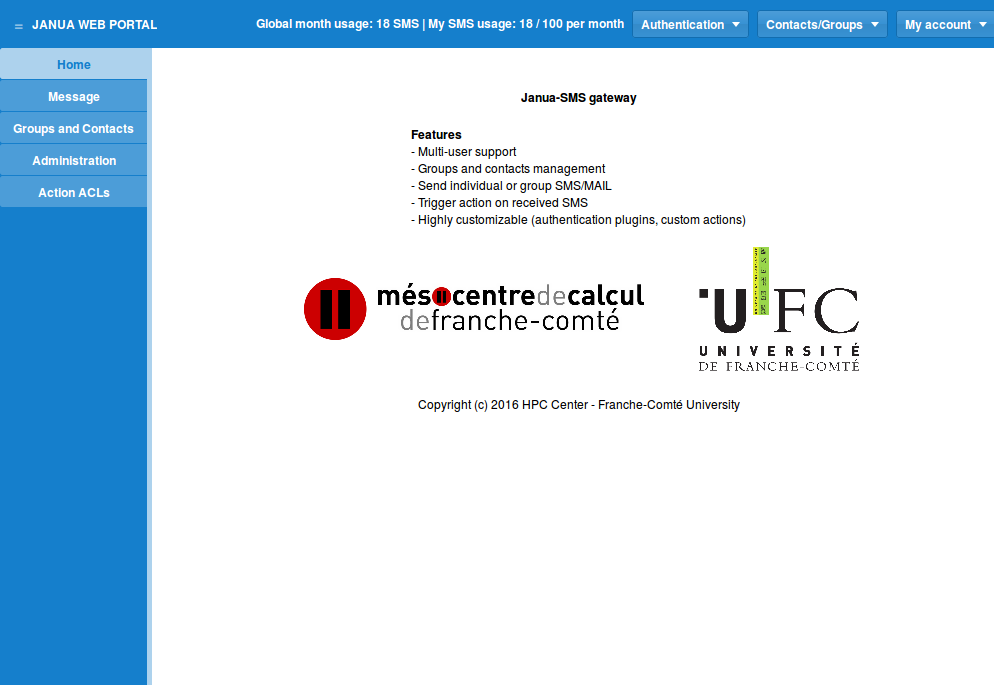 JANUA WEB PORTAL
Global month usage: 18 SMS | My SMS usage: 18 / 100 per month
Authentication
Contacts/Groups
My account
Home
Message
Groups and Contacts
Administration
Action ACLs
Janua-SMS gateway
Features
- Multi-user support
- Groups and contacts management
- Send individual or group SMS/MAIL
- Trigger action on received SMS
- Highly customizable (authentication plugins, custom actions)
mésocentredecalcul
defranche-comté
UFC
UNIVERSITÉ
DE FRANCHE-COMTÉ
Copyright (c) 2016 HPC Center - Franche-Comté University